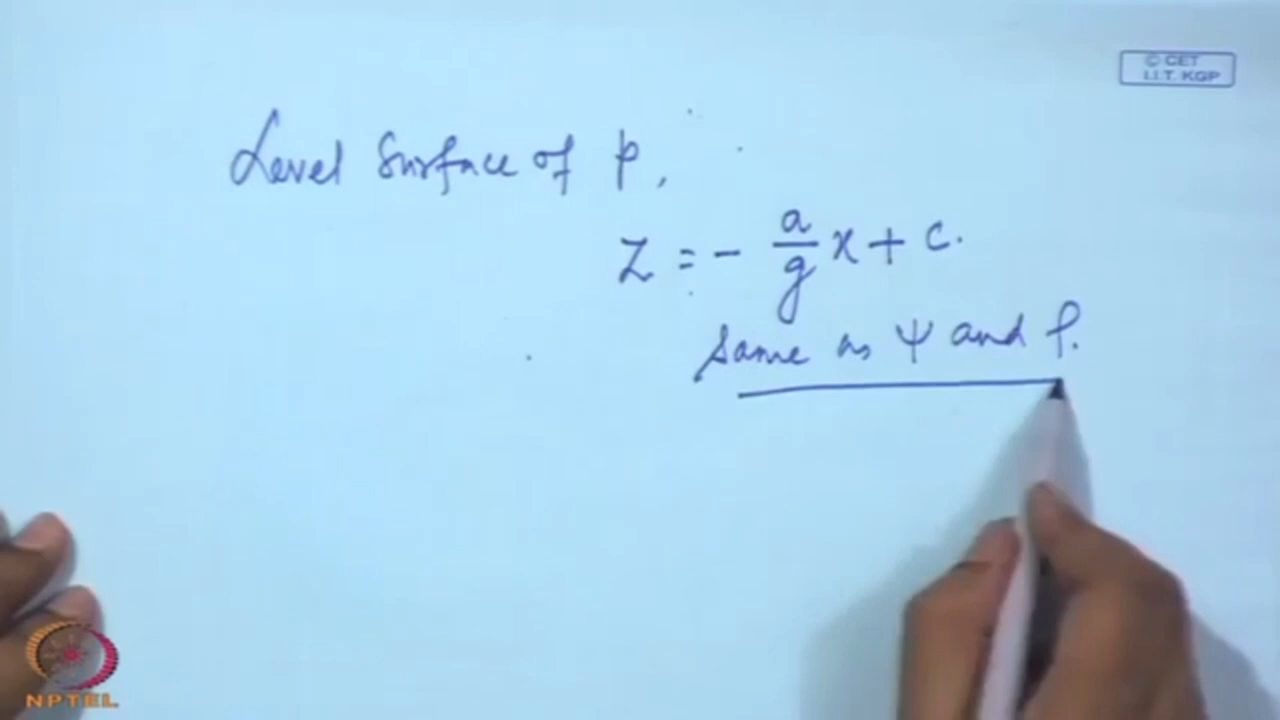 © CET
I.I.T. KGP
Level Surface of p,
z = - a/g x + c.
Same as ψ and ρ.
NPTEL